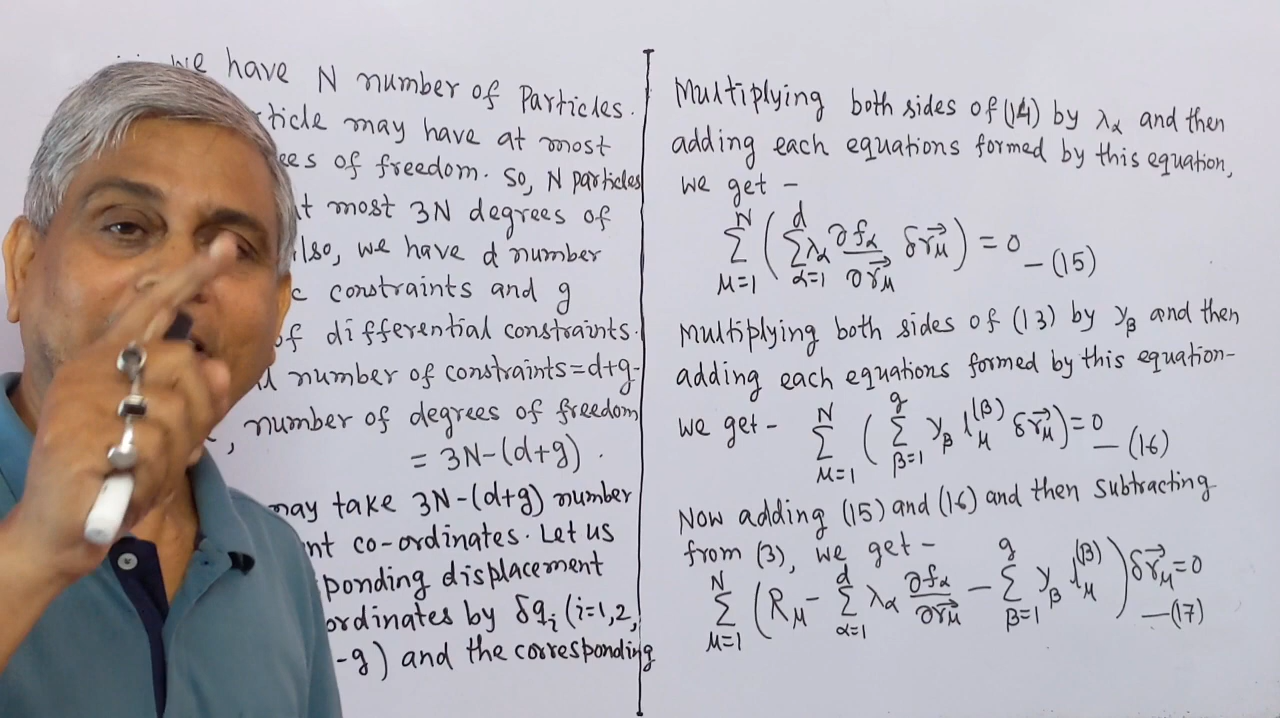 we have N number of Particles.
ticle may have at most
ees of freedom. So, N particles
t most 3N degrees of
lso, we have d number
c constraints and g
of differential constraints.
l number of constraints=d+g-
, number of degrees of freedom
= 3N-(d+g).
may take 3N-(d+g) number
nt co-ordinates. Let us
ponding displacement
ordinates by δq_i (i=1,2,
-g) and the corresponding
Multiplying both sides of (14) by λ_α and then
adding each equations formed by this equation,
we get -
∑_{μ=1}^{N} (∑_{α=1}^{d} λ_α ∂f_α/∂r⃗_μ δr⃗_μ) = 0 —(15)
Multiplying both sides of (13) by y_β and then
adding each equations formed by this equation-
we get- ∑_{μ=1}^{N} (∑_{β=1}^{g} y_β l_μ^{(β)} δr⃗_μ)=0 —(16)
Now adding (15) and (16) and then subtracting
from (3), we get-
∑_{μ=1}^{N} (R_μ - ∑_{α=1}^{d} λ_α ∂f_α/∂r⃗_μ - ∑_{β=1}^{g} y_β l_μ^{(β)}) δr⃗_μ=0 —(17)